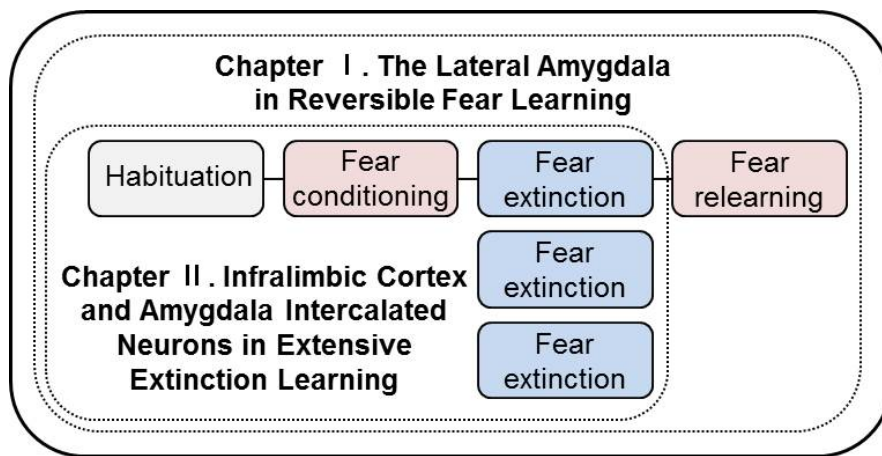 Chapter Ⅰ. The Lateral Amygdala
in Reversible Fear Learning
Habituation
Fear
conditioning
Fear
extinction
Fear
relearning
Chapter Ⅱ. Infralimbic Cortex
and Amygdala Intercalated
Neurons in Extensive
Extinction Learning
Fear
extinction
Fear
extinction